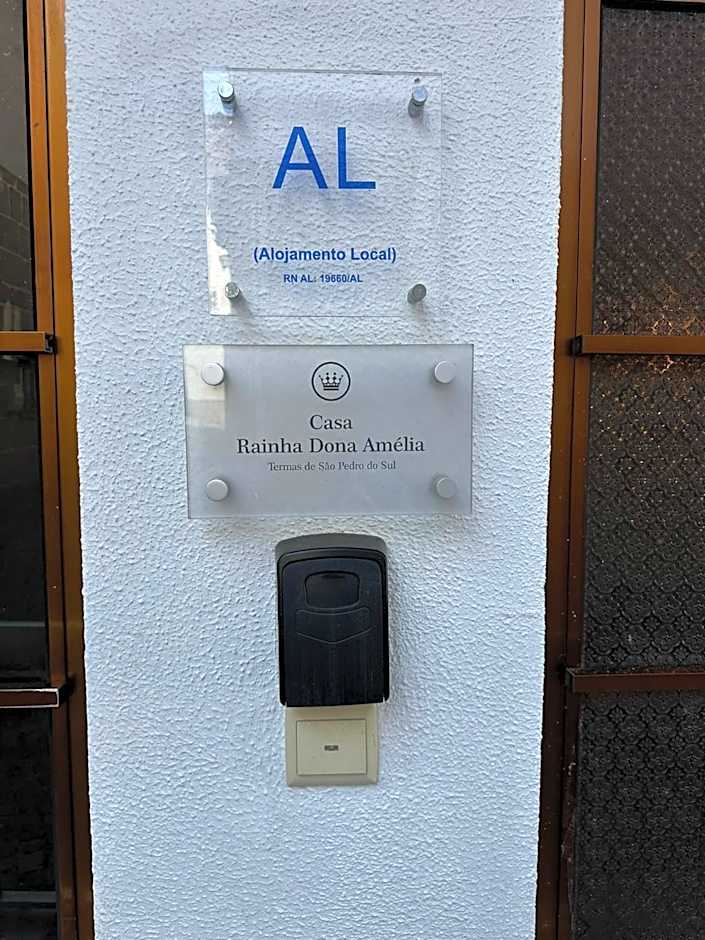 AL
(Alojamento Local)
RN AL: 19660/AL
Casa
Rainha Dona Amélia
Termas de São Pedro do Sul